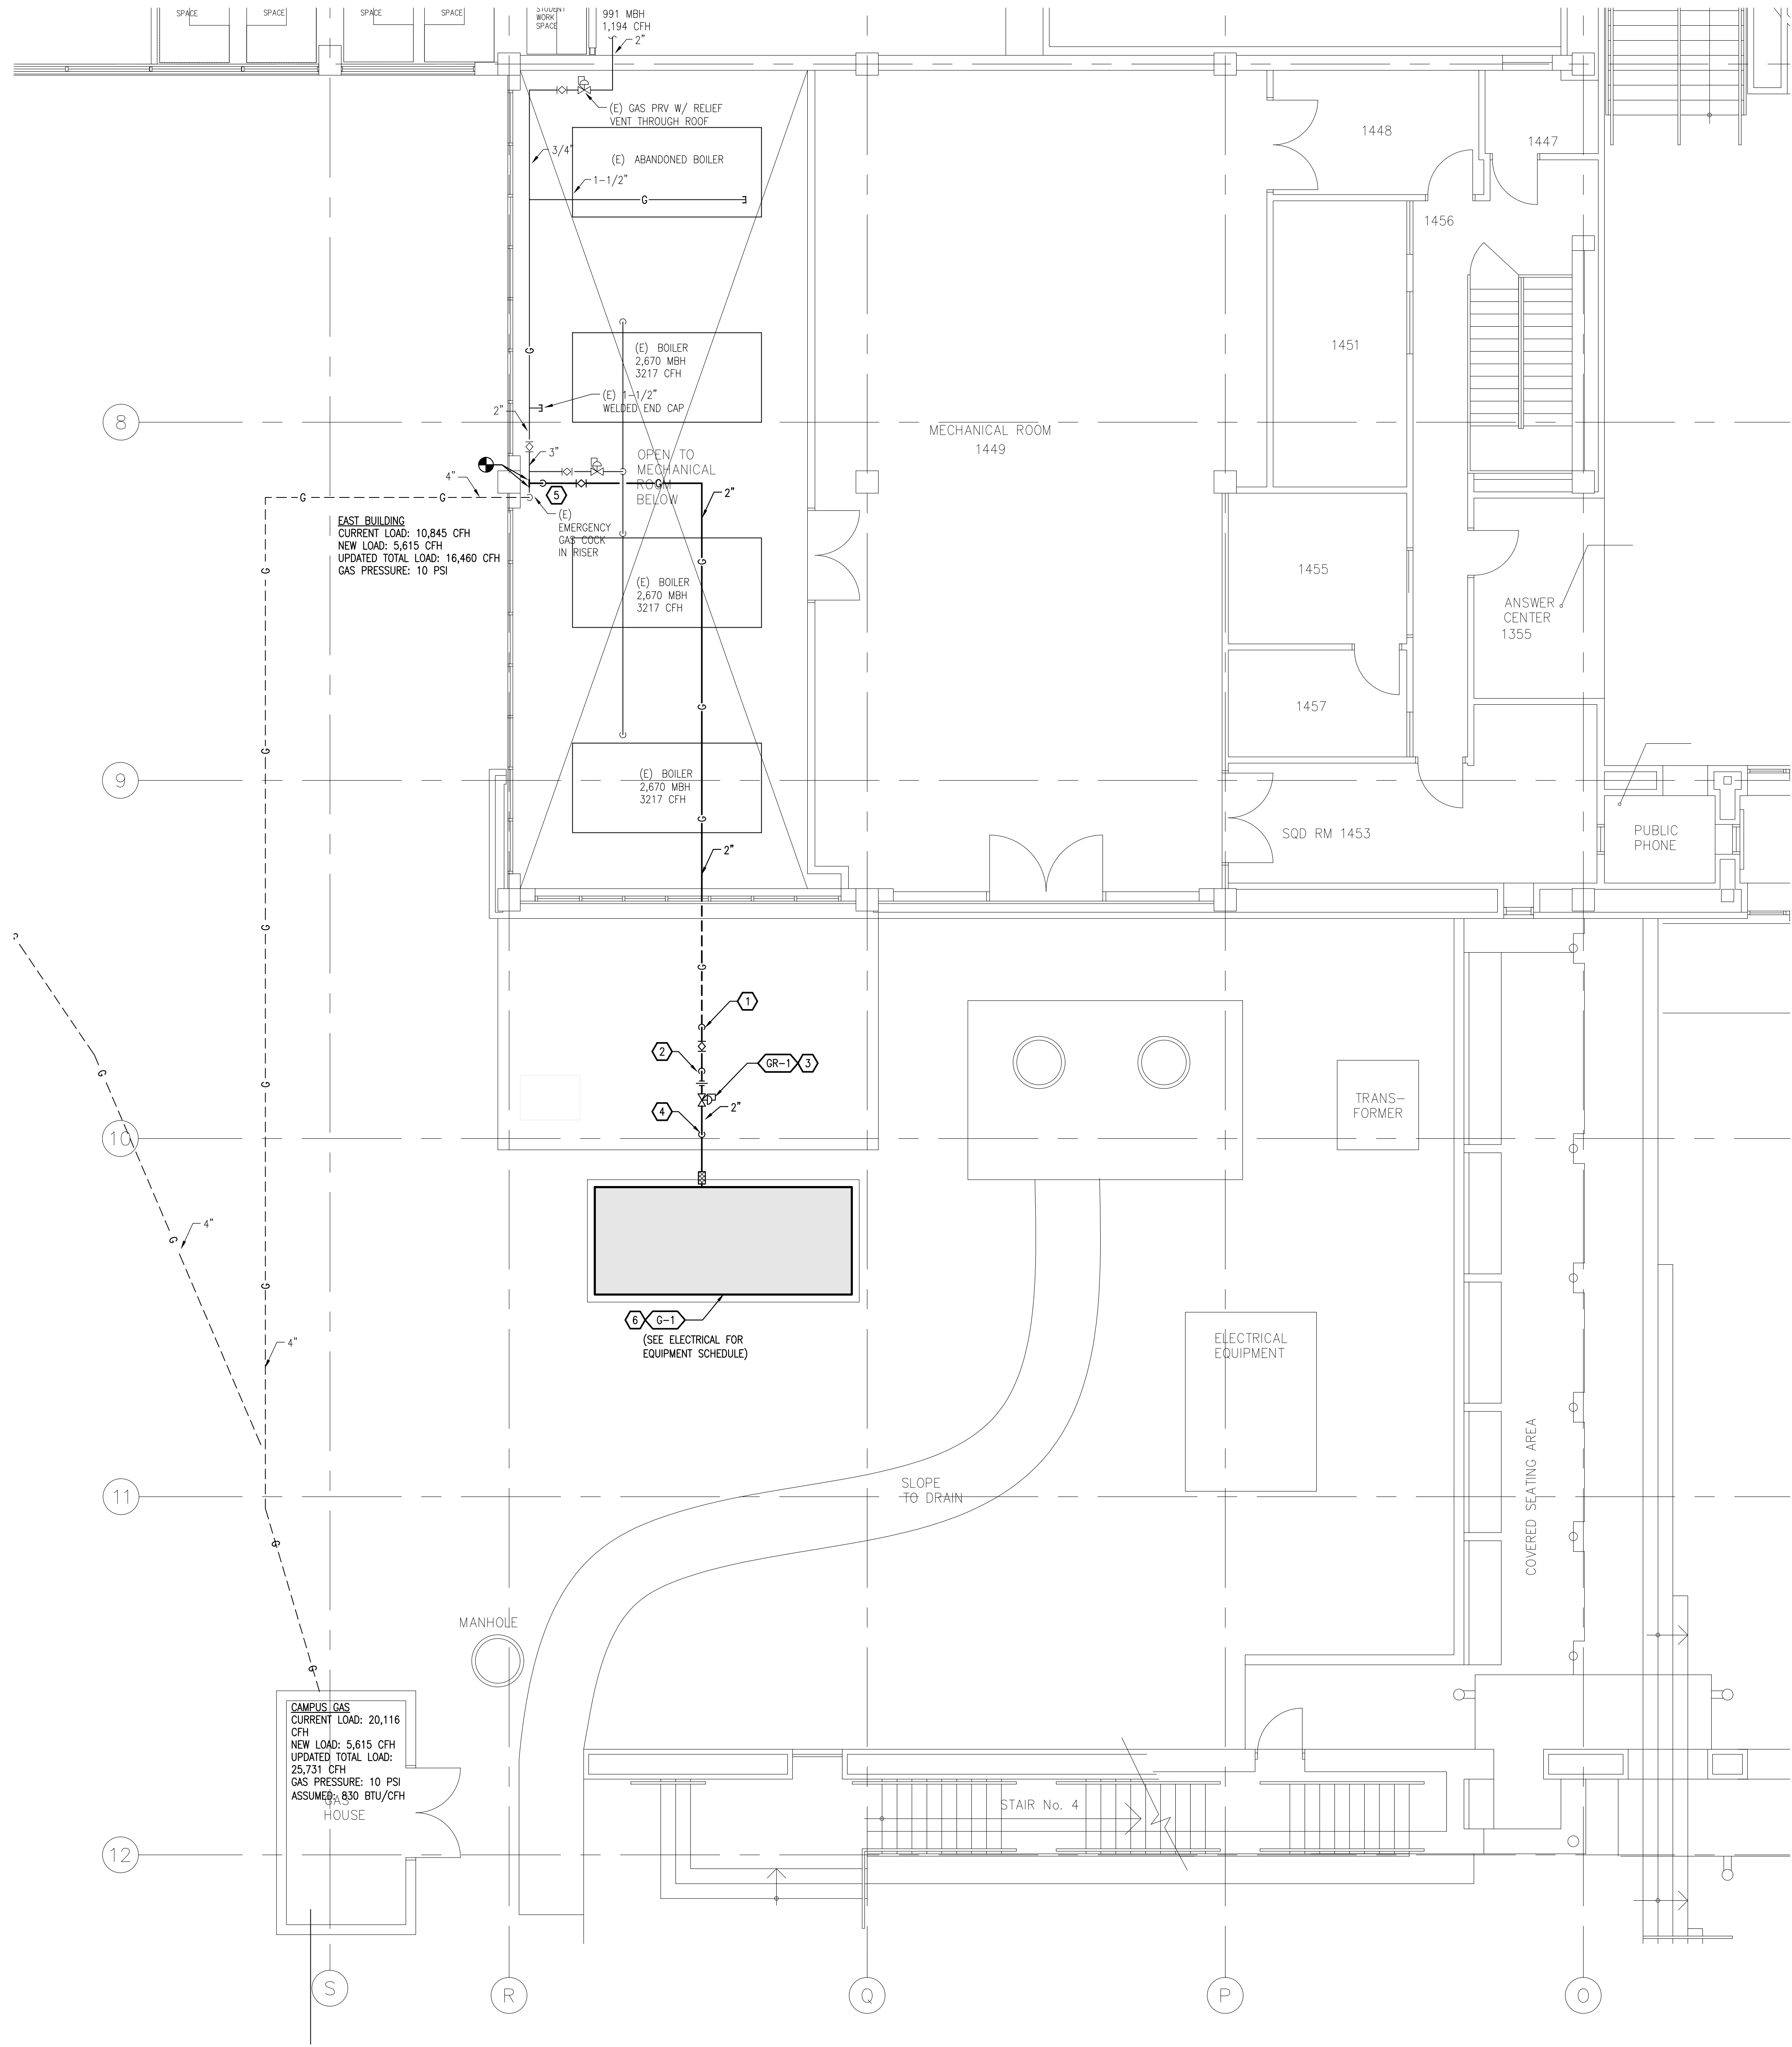 SPACE
SPACE
SPACE
SPACE
STUDENT
WORK
SPACE
991 MBH
1,194 CFH
2"
(E) GAS PRV W/ RELIEF
VENT THROUGH ROOF
3/4"
(E) ABANDONED BOILER
1-1/2"
G
1448
1447
1456
1451
(E) BOILER
2,670 MBH
3217 CFH
G
(E) 1-1/2"
WELDED END CAP
2"
8
MECHANICAL ROOM
1449
3"
OPEN TO
MECHANICAL
ROOM
BELOW
4"
G
G
G
5
2"
(E)
EMERGENCY
GAS COCK
IN RISER
EAST BUILDING
CURRENT LOAD: 10,845 CFH
NEW LOAD: 5,615 CFH
UPDATED TOTAL LOAD: 16,460 CFH
GAS PRESSURE: 10 PSI
G
G
1455
(E) BOILER
2,670 MBH
3217 CFH
ANSWER
CENTER
1355
1457
G
G
9
(E) BOILER
2,670 MBH
3217 CFH
G
2"
SQD RM 1453
PUBLIC
PHONE
G
G
1
2
GR-1
3
G
G
4
2"
TRANS-
FORMER
10
4"
G
G
6
G-1
(SEE ELECTRICAL FOR
EQUIPMENT SCHEDULE)
4"
ELECTRICAL
EQUIPMENT
COVERED SEATING AREA
11
SLOPE
TO DRAIN
G
MANHOLE
G
CAMPUS GAS
CURRENT LOAD: 20,116
CFH
NEW LOAD: 5,615 CFH
UPDATED TOTAL LOAD:
25,731 CFH
GAS PRESSURE: 10 PSI
ASSUMED: 830 BTU/CFH
GAS
HOUSE
STAIR No. 4
12
S
R
Q
P
O